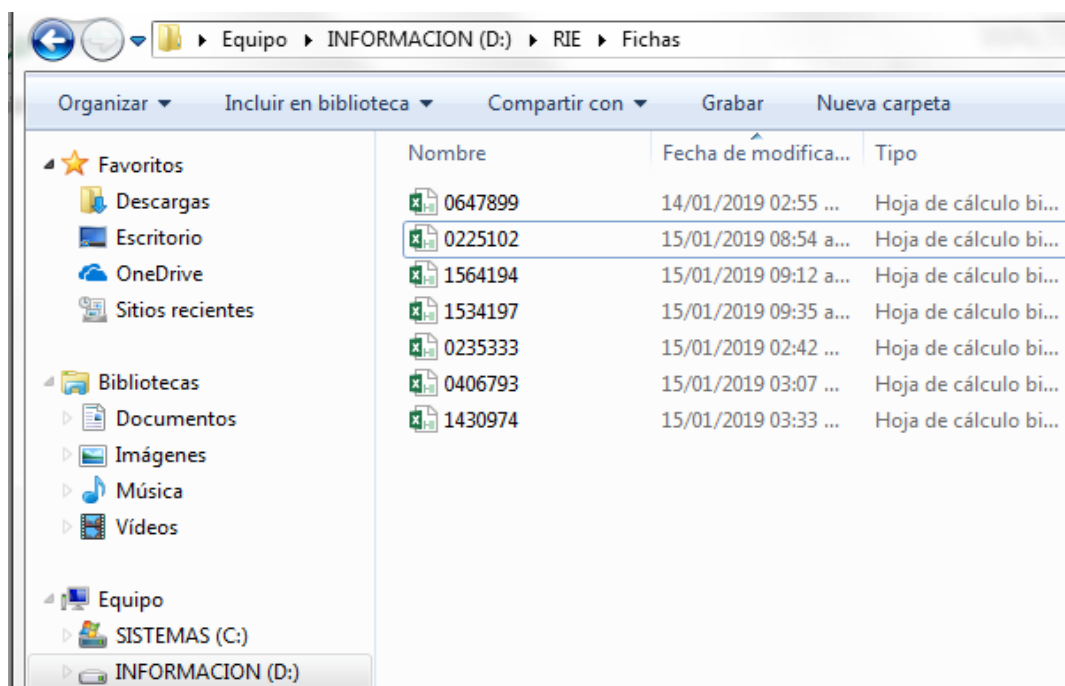 Equipo INFORMACION (D:) RIE Fichas
Organizar Incluir en biblioteca Compartir con Grabar Nueva carpeta
Favoritos
Descargas
Escritorio
OneDrive
Sitios recientes
Bibliotecas
Documentos
Imágenes
Música
Vídeos
Equipo
SISTEMAS (C:)
INFORMACION (D:)
Nombre Fecha de modifica... Tipo
0647899 14/01/2019 02:55 ... Hoja de cálculo bi...
0225102 15/01/2019 08:54 a... Hoja de cálculo bi...
1564194 15/01/2019 09:12 a... Hoja de cálculo bi...
1534197 15/01/2019 09:35 a... Hoja de cálculo bi...
0235333 15/01/2019 02:42 ... Hoja de cálculo bi...
0406793 15/01/2019 03:07 ... Hoja de cálculo bi...
1430974 15/01/2019 03:33 ... Hoja de cálculo bi...